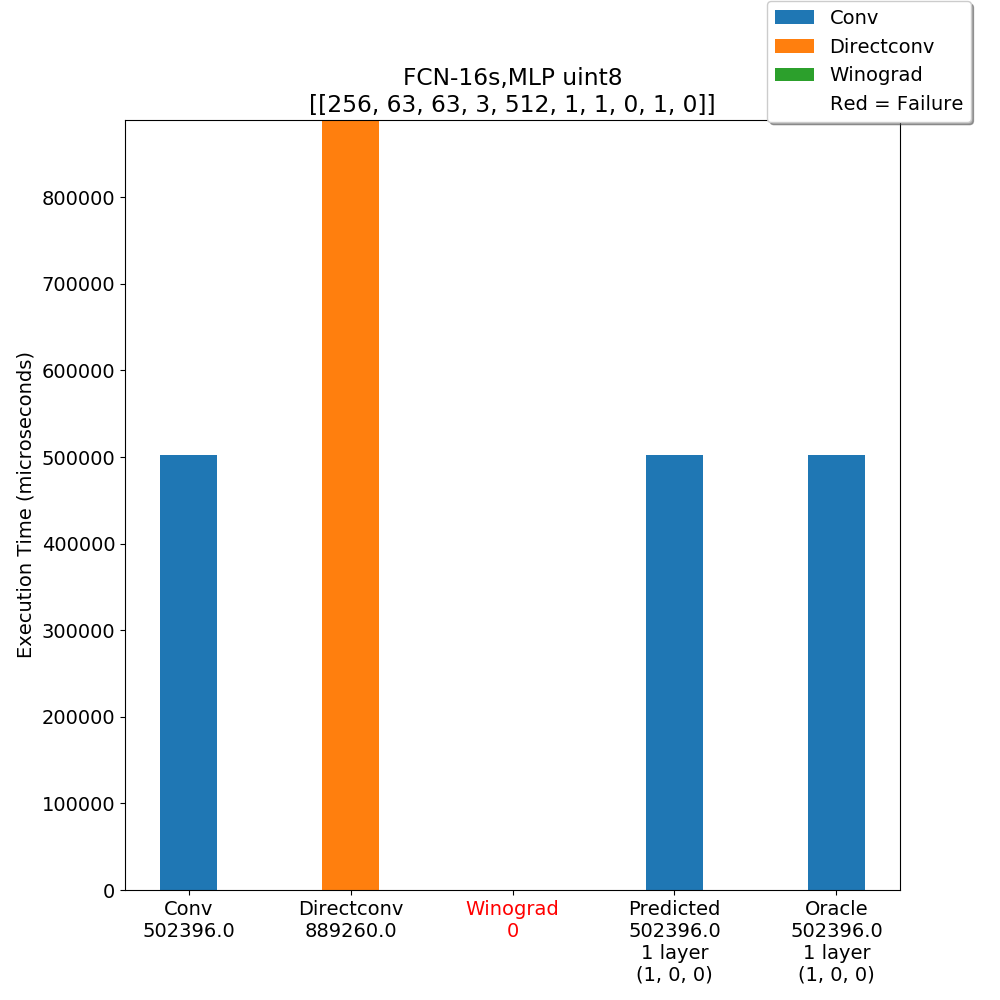 Conv
Directconv
Winograd
Red = Failure
FCN-16s,MLP uint8
[[256, 63, 63, 3, 512, 1, 1, 0, 1, 0]]
Execution Time (microseconds)
800000
700000
600000
500000
400000
300000
200000
100000
0
Conv
502396.0
Directconv
889260.0
Winograd
0
Predicted
502396.0
1 layer
(1, 0, 0)
Oracle
502396.0
1 layer
(1, 0, 0)